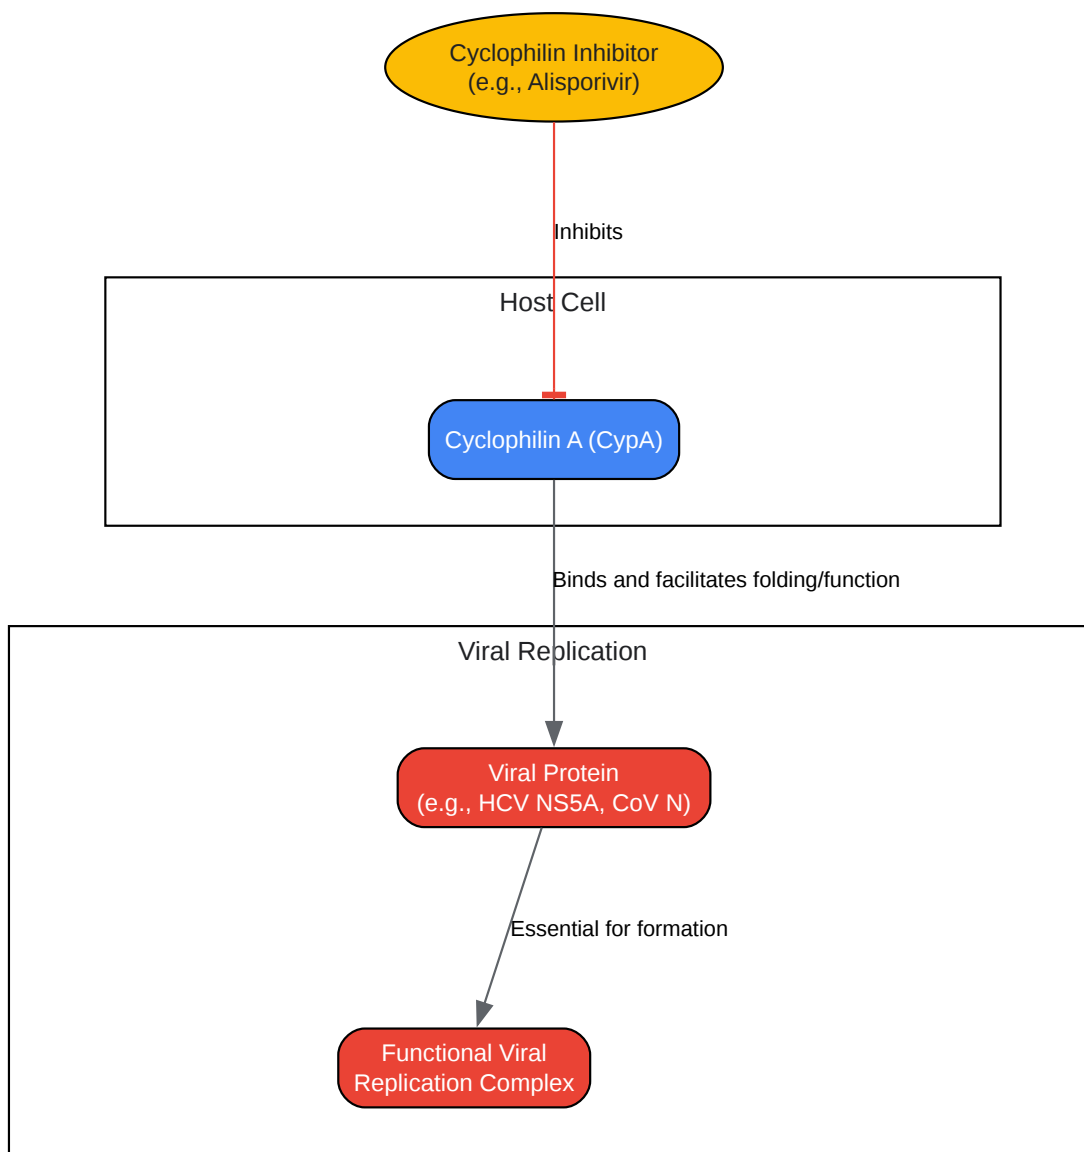 Cyclophilin Inhibitor
(e.g., Alisporivir)
Inhibits
Host Cell
Cyclophilin A (CypA)
Binds and facilitates folding/function
Viral Replication
Viral Protein
(e.g., HCV NS5A, CoV N)
Essential for formation
Functional Viral
Replication Complex